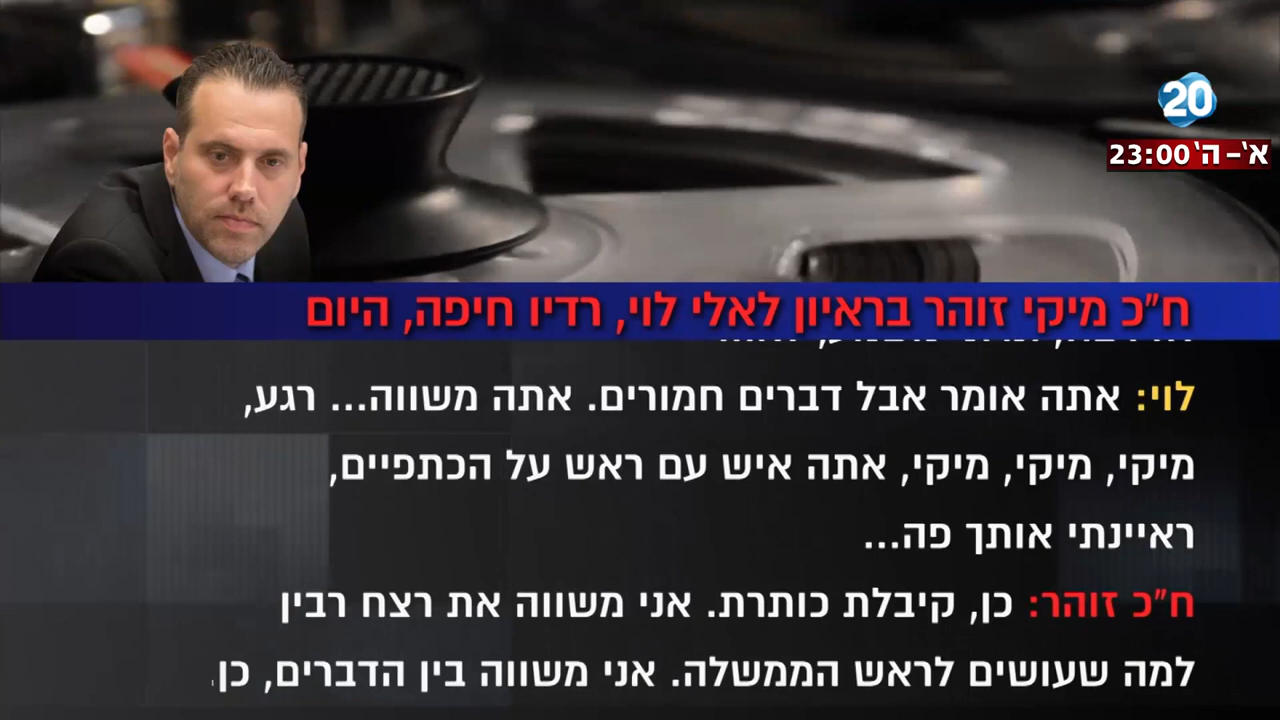 20
א'-ה' 23:00
ח"כ מיקי זוהר בראיון לאלי לוי, רדיו חיפה, היום
לוי: אתה אומר אבל דברים חמורים. אתה משווה... רגע,
מיקי, מיקי, מיקי, אתה איש עם ראש על הכתפיים,
ראיינתי אותך פה...
ח"כ זוהר: כן, קיבלת כותרת. אני משווה את רצח רבין
למה שעושים לראש הממשלה. אני משווה בין הדברים, כן.